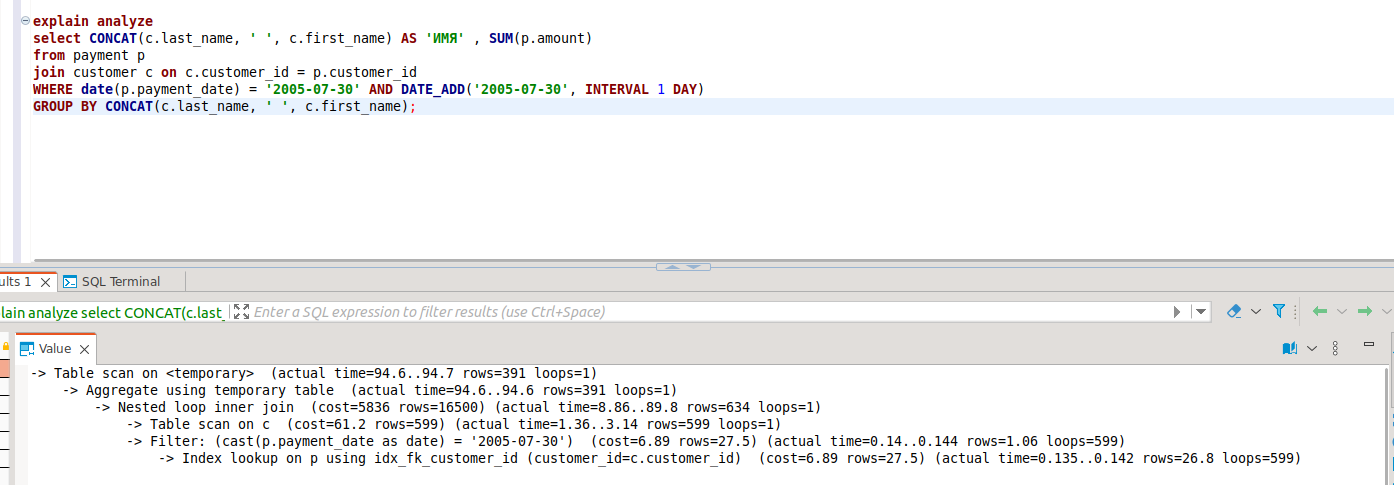 explain analyze
select CONCAT(c.last_name, ' ', c.first_name) AS 'ИМЯ' , SUM(p.amount)
from payment p
join customer c on c.customer_id = p.customer_id
WHERE date(p.payment_date) = '2005-07-30' AND DATE_ADD('2005-07-30', INTERVAL 1 DAY)
GROUP BY CONCAT(c.last_name, ' ', c.first_name);
ults 1 SQL Terminal
lain analyze select CONCAT(c.last_ Enter a SQL expression to filter results (use Ctrl+Space)
Value
-> Table scan on <temporary>  (actual time=94.6..94.7 rows=391 loops=1)
-> Aggregate using temporary table  (actual time=94.6..94.6 rows=391 loops=1)
-> Nested loop inner join  (cost=5836 rows=16500) (actual time=8.86..89.8 rows=634 loops=1)
-> Table scan on c  (cost=61.2 rows=599) (actual time=1.36..3.14 rows=599 loops=1)
-> Filter: (cast(p.payment_date as date) = '2005-07-30')  (cost=6.89 rows=27.5) (actual time=0.14..0.144 rows=1.06 loops=599)
-> Index lookup on p using idx_fk_customer_id (customer_id=c.customer_id)  (cost=6.89 rows=27.5) (actual time=0.135..0.142 rows=26.8 loops=599)